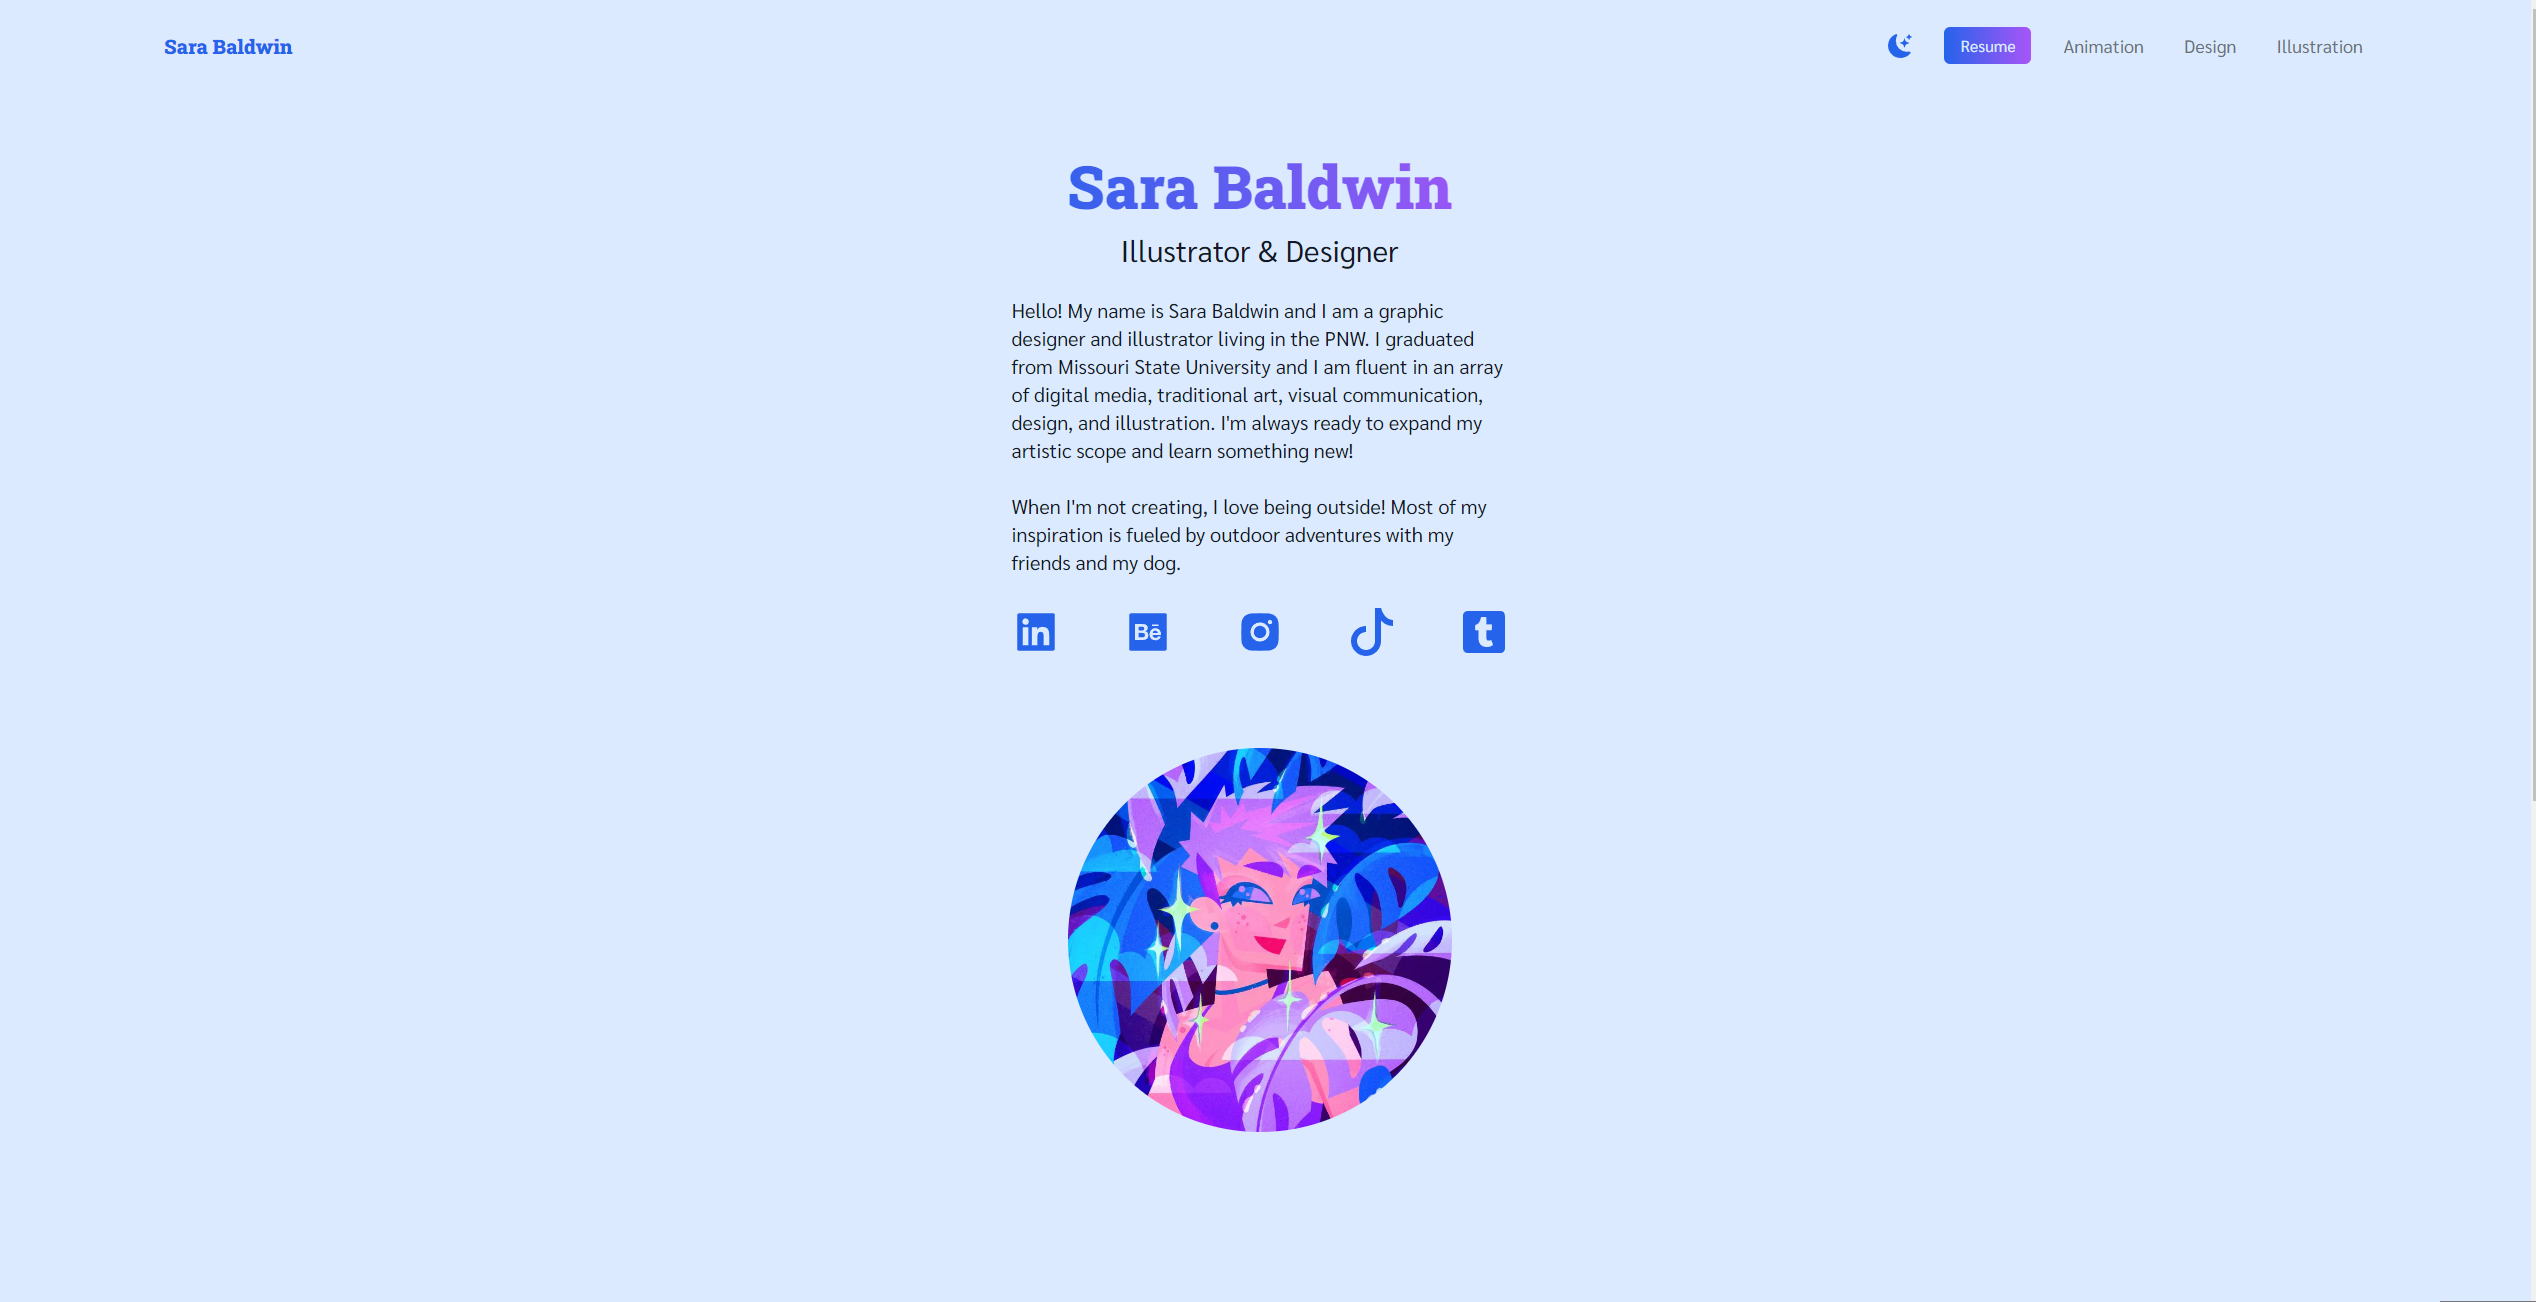 Sara Baldwin
Resume
Animation
Design
Illustration
Sara Baldwin
Illustrator & Designer
Hello! My name is Sara Baldwin and I am a graphic
designer and illustrator living in the PNW. I graduated
from Missouri State University and I am fluent in an array
of digital media, traditional art, visual communication,
design, and illustration. I'm always ready to expand my
artistic scope and learn something new!
When I'm not creating, I love being outside! Most of my
inspiration is fueled by outdoor adventures with my
friends and my dog.
in
Bē
t